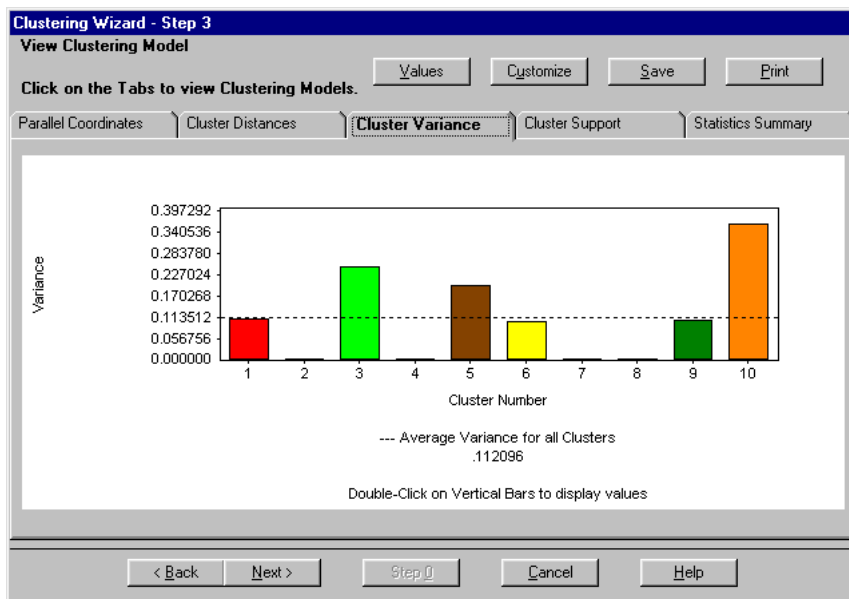 Clustering Wizard - Step 3
View Clustering Model
Values Customize Save Print
Click on the Tabs to view Clustering Models.
Parallel Coordinates Cluster Distances Cluster Variance Cluster Support Statistics Summary
Variance
0.397292
0.340536
0.283780
0.227024
0.170268
0.113512
0.056756
0.000000
1 2 3 4 5 6 7 8 9 10
Cluster Number
--- Average Variance for all Clusters
.112096
Double-Click on Vertical Bars to display values
< Back Next > Step 0 Cancel Help